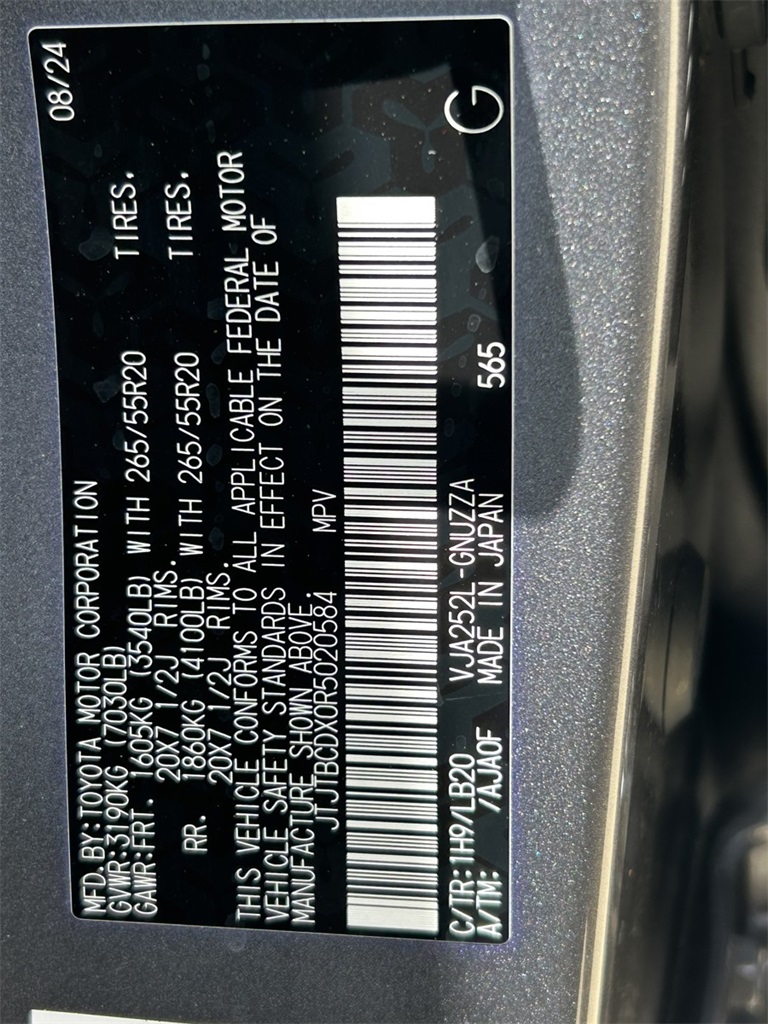 MFD. BY: TOYOTA MOTOR CORPORATION 08/24
GVWR: 3190KG (7030LB)
GAWR: FRT. 1605KG (3540LB) WITH 265/55R20 TIRES.
20X7 1/2J RIMS.
RR. 1860KG (4100LB) WITH 265/55R20 TIRES.
20X7 1/2J RIMS.
THIS VEHICLE CONFORMS TO ALL APPLICABLE FEDERAL MOTOR
VEHICLE SAFETY STANDARDS IN EFFECT ON THE DATE OF
MANUFACTURE SHOWN ABOVE.
JTJTBCDX0R5020584 MPV
C/TR: 1H9/LB20 VJA252L-GNUZZA G
A/TM: /AJA0F MADE IN JAPAN 565